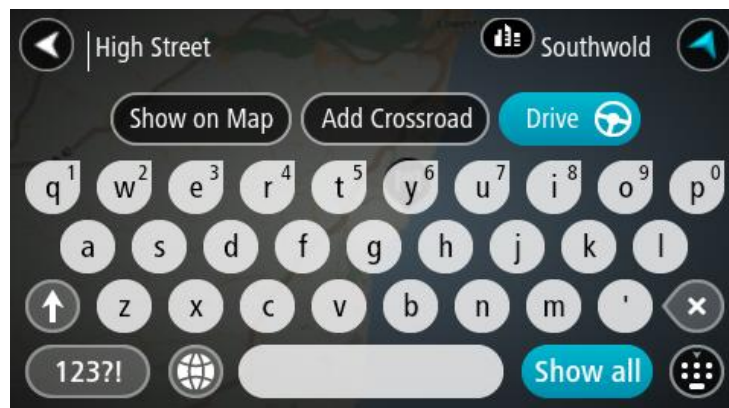 High Street Southwold
Show on Map Add Crossroad Drive
q1 w2 e3 r4 t5 y6 u7 i8 o9 p0
a s d f g h j k l
z x c v b n m '
123?! Show all